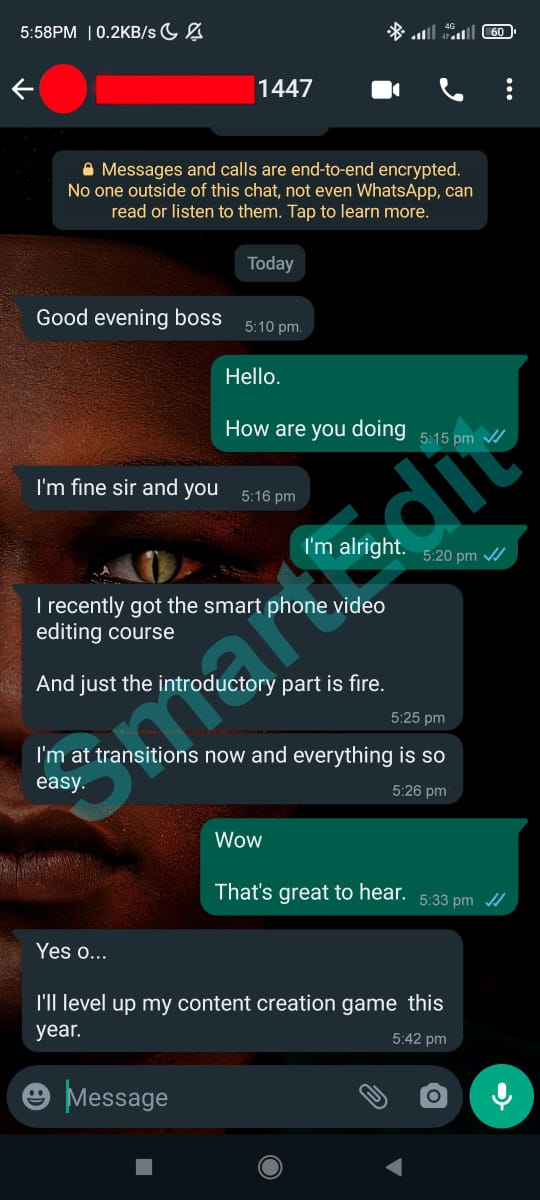 5:58PM | 0.2KB/s
4G
60
1447
Messages and calls are end-to-end encrypted.
No one outside of this chat, not even WhatsApp, can
read or listen to them. Tap to learn more.
Today
Good evening boss
5:10 pm.
Hello.
How are you doing
5:15 pm
I'm fine sir and you
5:16 pm
I'm alright.
5:20 pm
I recently got the smart phone video
editing course
And just the introductory part is fire.
5:25 pm
I'm at transitions now and everything is so
easy.
5:26 pm
Wow
That's great to hear.
5:33 pm
Yes o...
I'll level up my content creation game  this
year.
5:42 pm
Message
SmartEdit